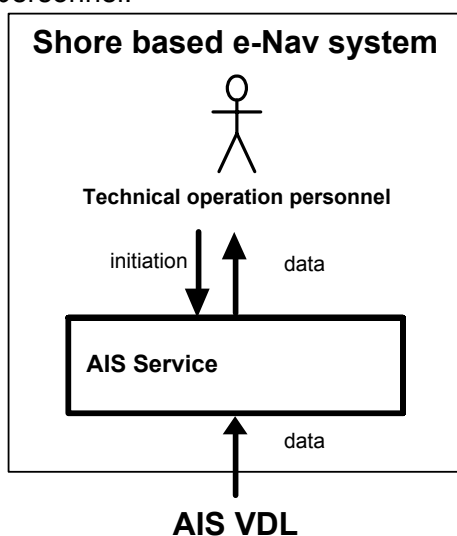 personnel.
Shore based e-Nav system
Technical operation personnel
initiation
data
AIS Service
data
AIS VDL